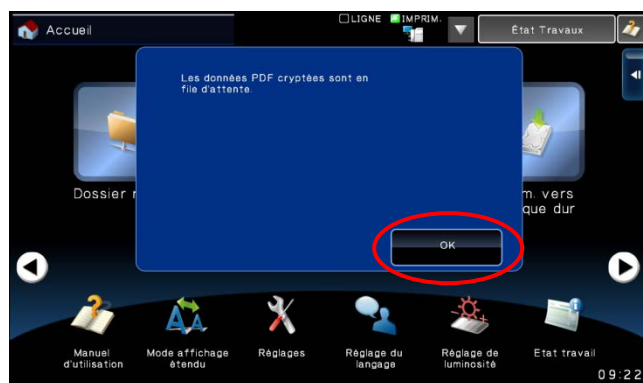 Accueil
LIGNE IMPRIM.
État Travaux
Les données PDF cryptées sont en
file d'attente.
Dossier
m. vers
que dur
OK
Manuel
d'utilisation
Mode affichage
étendu
Réglages
Réglage du
langage
Réglage de
luminosité
Etat travail
09:22